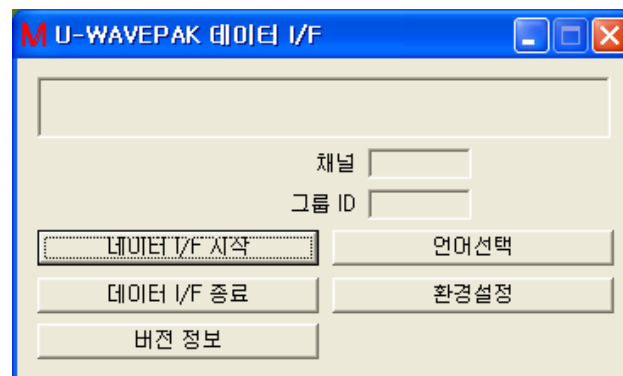 M U-WAVEPAK 데이터 I/F
채널
그룹 ID
데이터 I/F 시작
언어선택
데이터 I/F 종료
환경설정
버전 정보